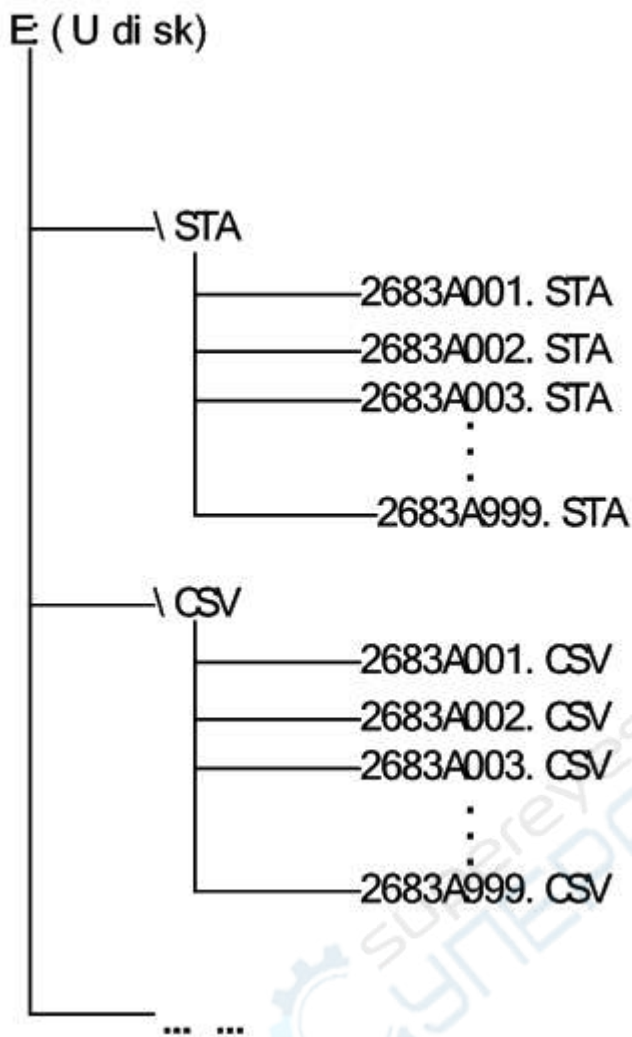 E (U disk)
\ STA
2683A001. STA
2683A002. STA
2683A003. STA
2683A999. STA
\ CSV
2683A001. CSV
2683A002. CSV
2683A003. CSV
2683A999. CSV
... ...
supereyes